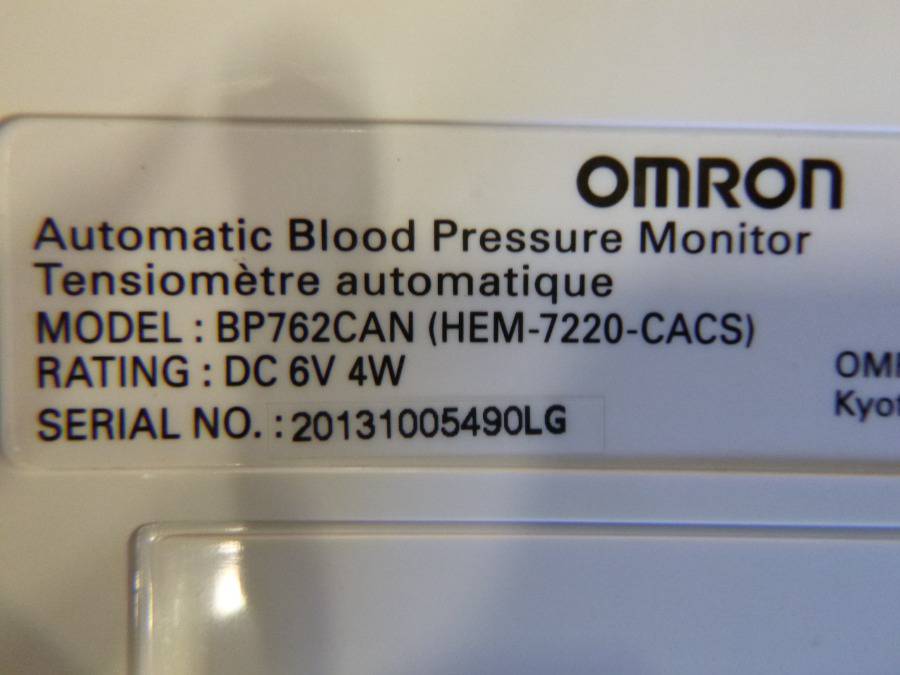 OMRON
Automatic Blood Pressure Monitor
Tensiomètre automatique
MODEL : BP762CAN (HEM-7220-CACS)
RATING : DC 6V 4W
SERIAL NO. : 20131005490LG